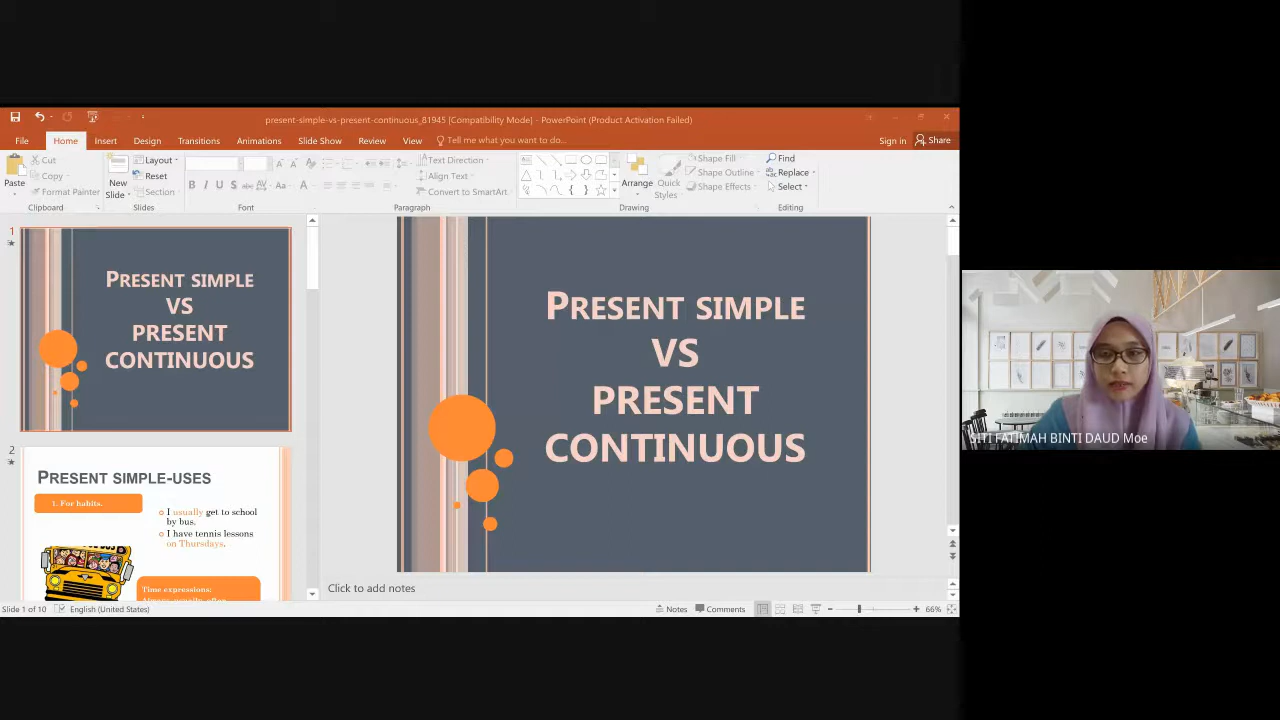 present-simple-vs-present-continuous_81945 [Compatibility Mode] - PowerPoint (Product Activation Failed)
File Home Insert Design Transitions Animations Slide Show Review View Tell me what you want to do... Sign in Share
Paste
Cut
Copy
Format Painter
Clipboard
New
Slide
Layout
Reset
Section
Slides
B I U S abc AV Aa A
Font
Text Direction
Align Text
Convert to SmartArt
Paragraph
Arrange
Quick
Styles
Shape Fill
Shape Outline
Shape Effects
Drawing
Find
Replace
Select
Editing
1
PRESENT SIMPLE
VS
PRESENT
CONTINUOUS
2
PRESENT SIMPLE-USES
1. For habits.
I usually get to school
by bus.
I have tennis lessons
on Thursdays.
Time expressions:
PRESENT SIMPLE
VS
PRESENT
CONTINUOUS
Click to add notes
Slide 1 of 10 English (United States) Notes Comments 66%
SITI FATIMAH BINTI DAUD Moe